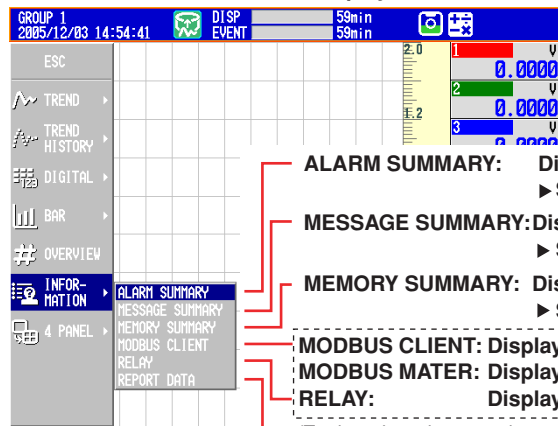 GROUP 1
2005/12/03 14:54:41
DISP 59min
EVENT 59min
ESC
TREND
TREND HISTORY
DIGITAL
BAR
OVERVIEW
INFOR-
MATION
4 PANEL
ALARM SUMMARY
MESSAGE SUMMARY
MEMORY SUMMARY
MODBUS CLIENT
RELAY
REPORT DATA
2.0
1.2
1 V
0.0000
2 V
0.0000
3 V
ALARM SUMMARY: Di
▶S
MESSAGE SUMMARY:Dis
▶S
MEMORY SUMMARY: Dis
▶S
MODBUS CLIENT: Display
MODBUS MATER: Display
RELAY: Display